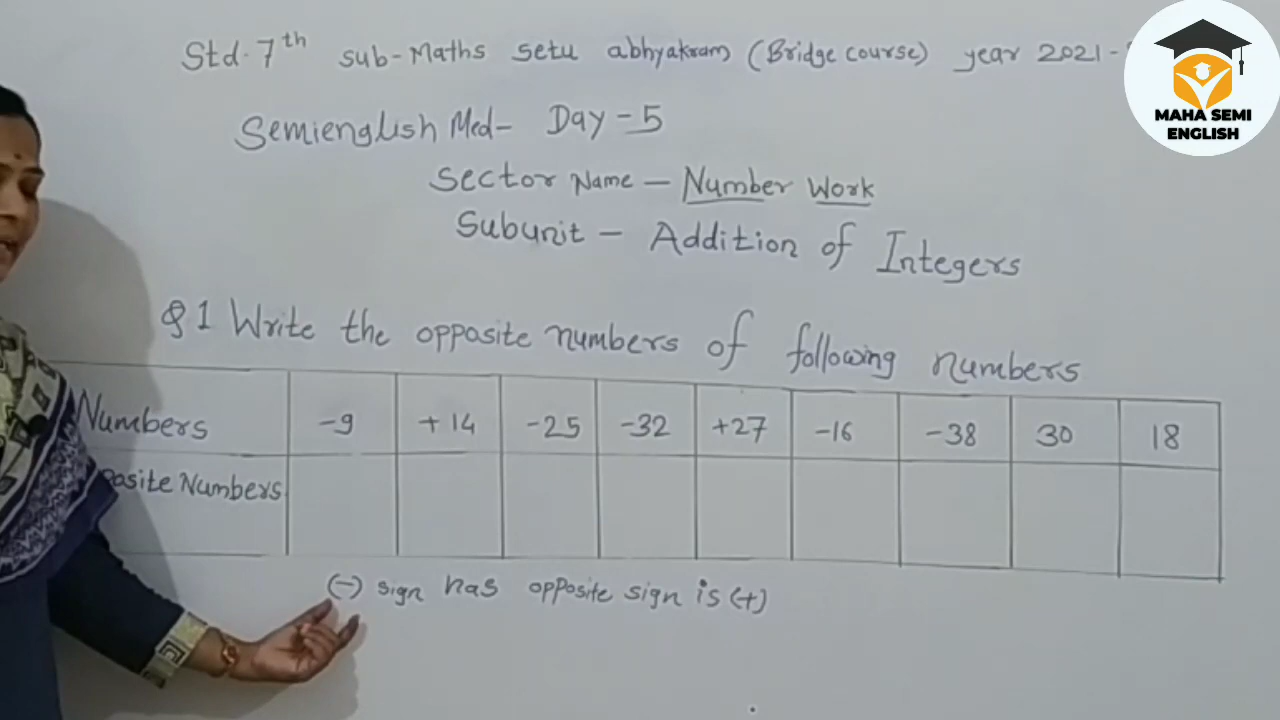 Std. 7th sub-Maths setu abhyakram (Bridge course) year 2021-
MAHA SEMI
ENGLISH
Semienglish Med- Day-5
Sector Name - Number Work
Subunit - Addition of Integers
Q1 Write the opposite numbers of following numbers
Numbers -9 +14 -25 -32 +27 -16 -38 30 18
Numbers
(-) sign has opposite sign is (+)